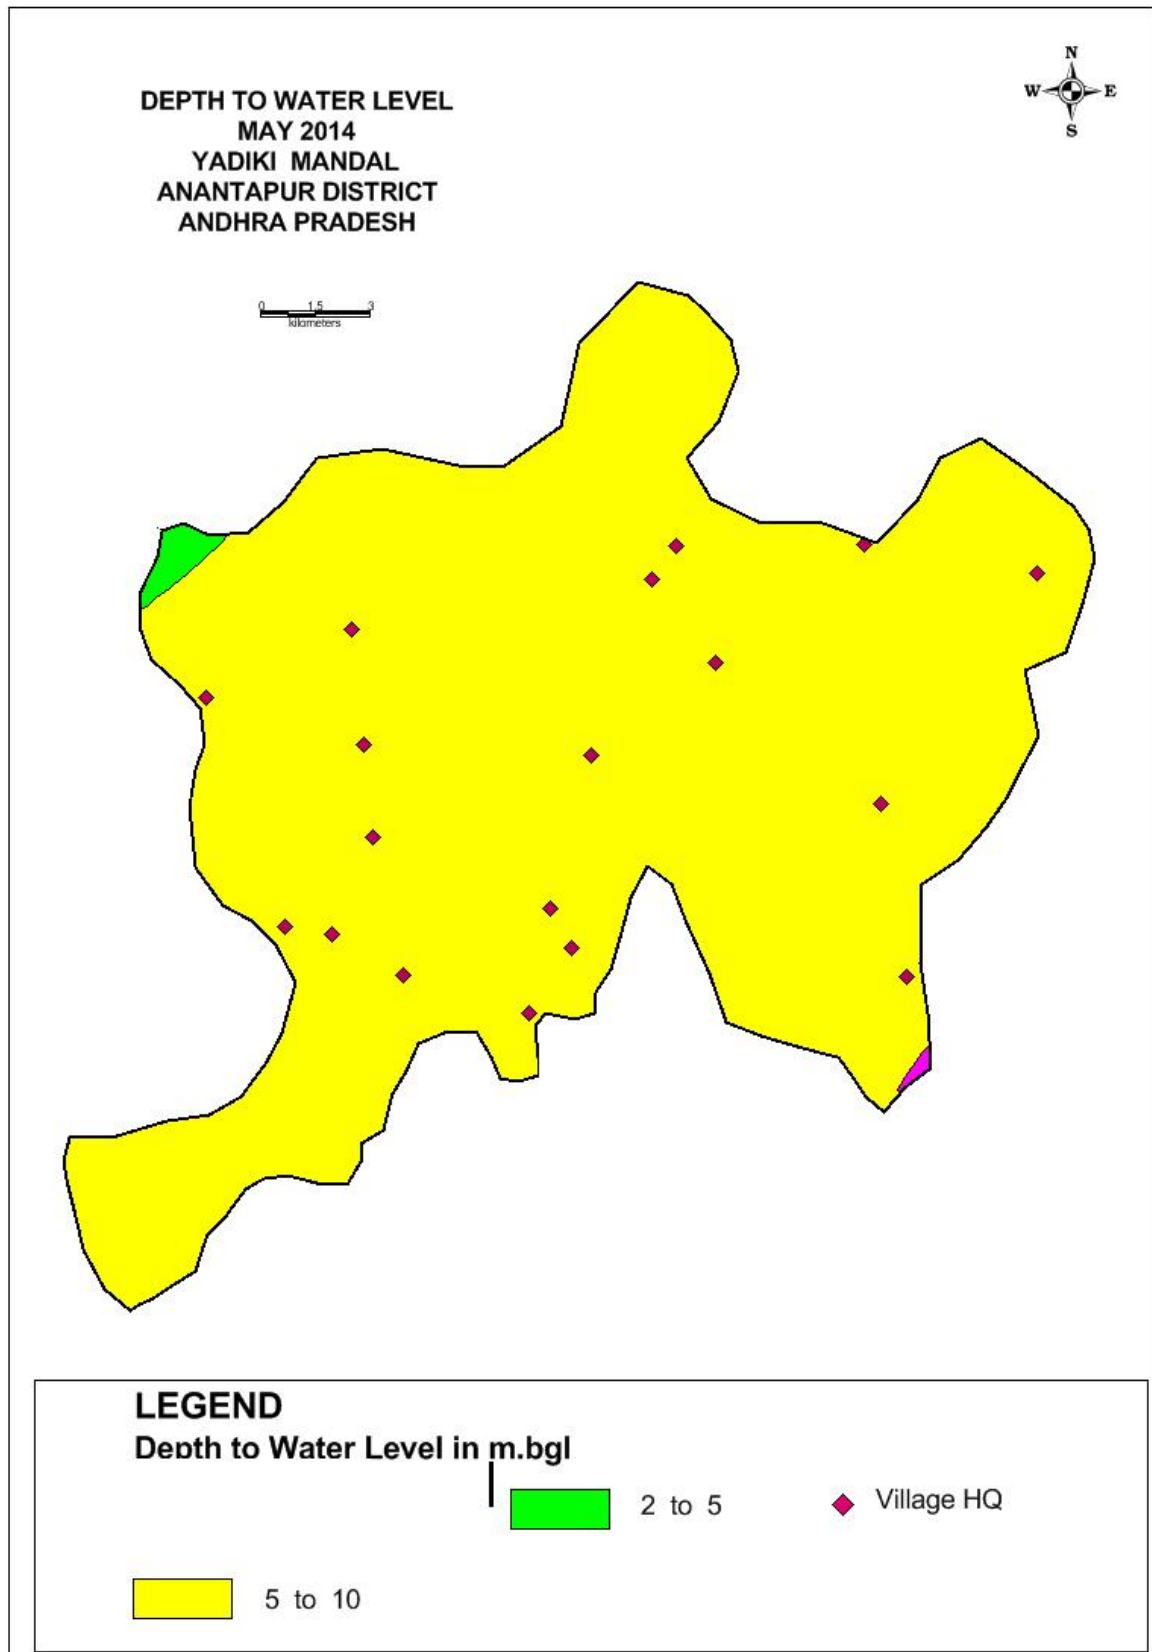 N
W E
S
DEPTH TO WATER LEVEL
MAY 2014
YADIKI MANDAL
ANANTAPUR DISTRICT
ANDHRA PRADESH
0 1.5 3
kilometers
LEGEND
Depth to Water Level in m.bgl
2 to 5
Village HQ
5 to 10